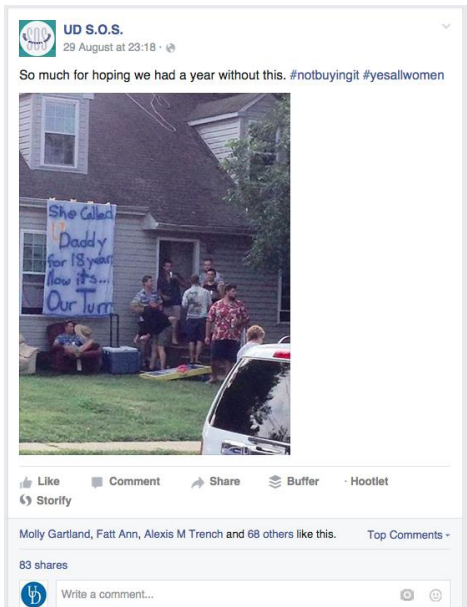 UD S.O.S.
29 August at 23:18 ·
So much for hoping we had a year without this. #notbuyingit #yesallwomen
She Called
U Daddy
for 18 years
Now it's...
Our Turn
Like Comment Share Buffer · Hootlet
Storify
Molly Gartland, Fatt Ann, Alexis M Trench and 68 others like this. Top Comments
83 shares
UD
Write a comment...